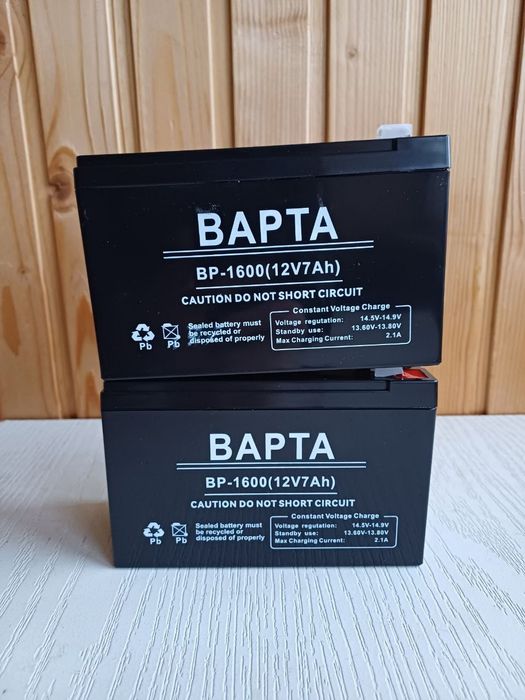 BAPTA
BP-1600(12V7Ah)
CAUTION DO NOT SHORT CIRCUIT
Constant Voltage Charge
Voltage regutation: 14.5V-14.9V
Standby use: 13.60V-13.80V
Max Charging Current: 2.1A
Pb Pb
Sealed battery must
be recycled or
disposed of properly
BAPTA
BP-1600(12V7Ah)
CAUTION DO NOT SHORT CIRCUIT
Constant Voltage Charge
Voltage regutation: 14.5V-14.9V
Standby use: 13.60V-13.80V
Max Charging Current: 2.1A
Pb Pb
Sealed battery must
be recycled or
disposed of properly